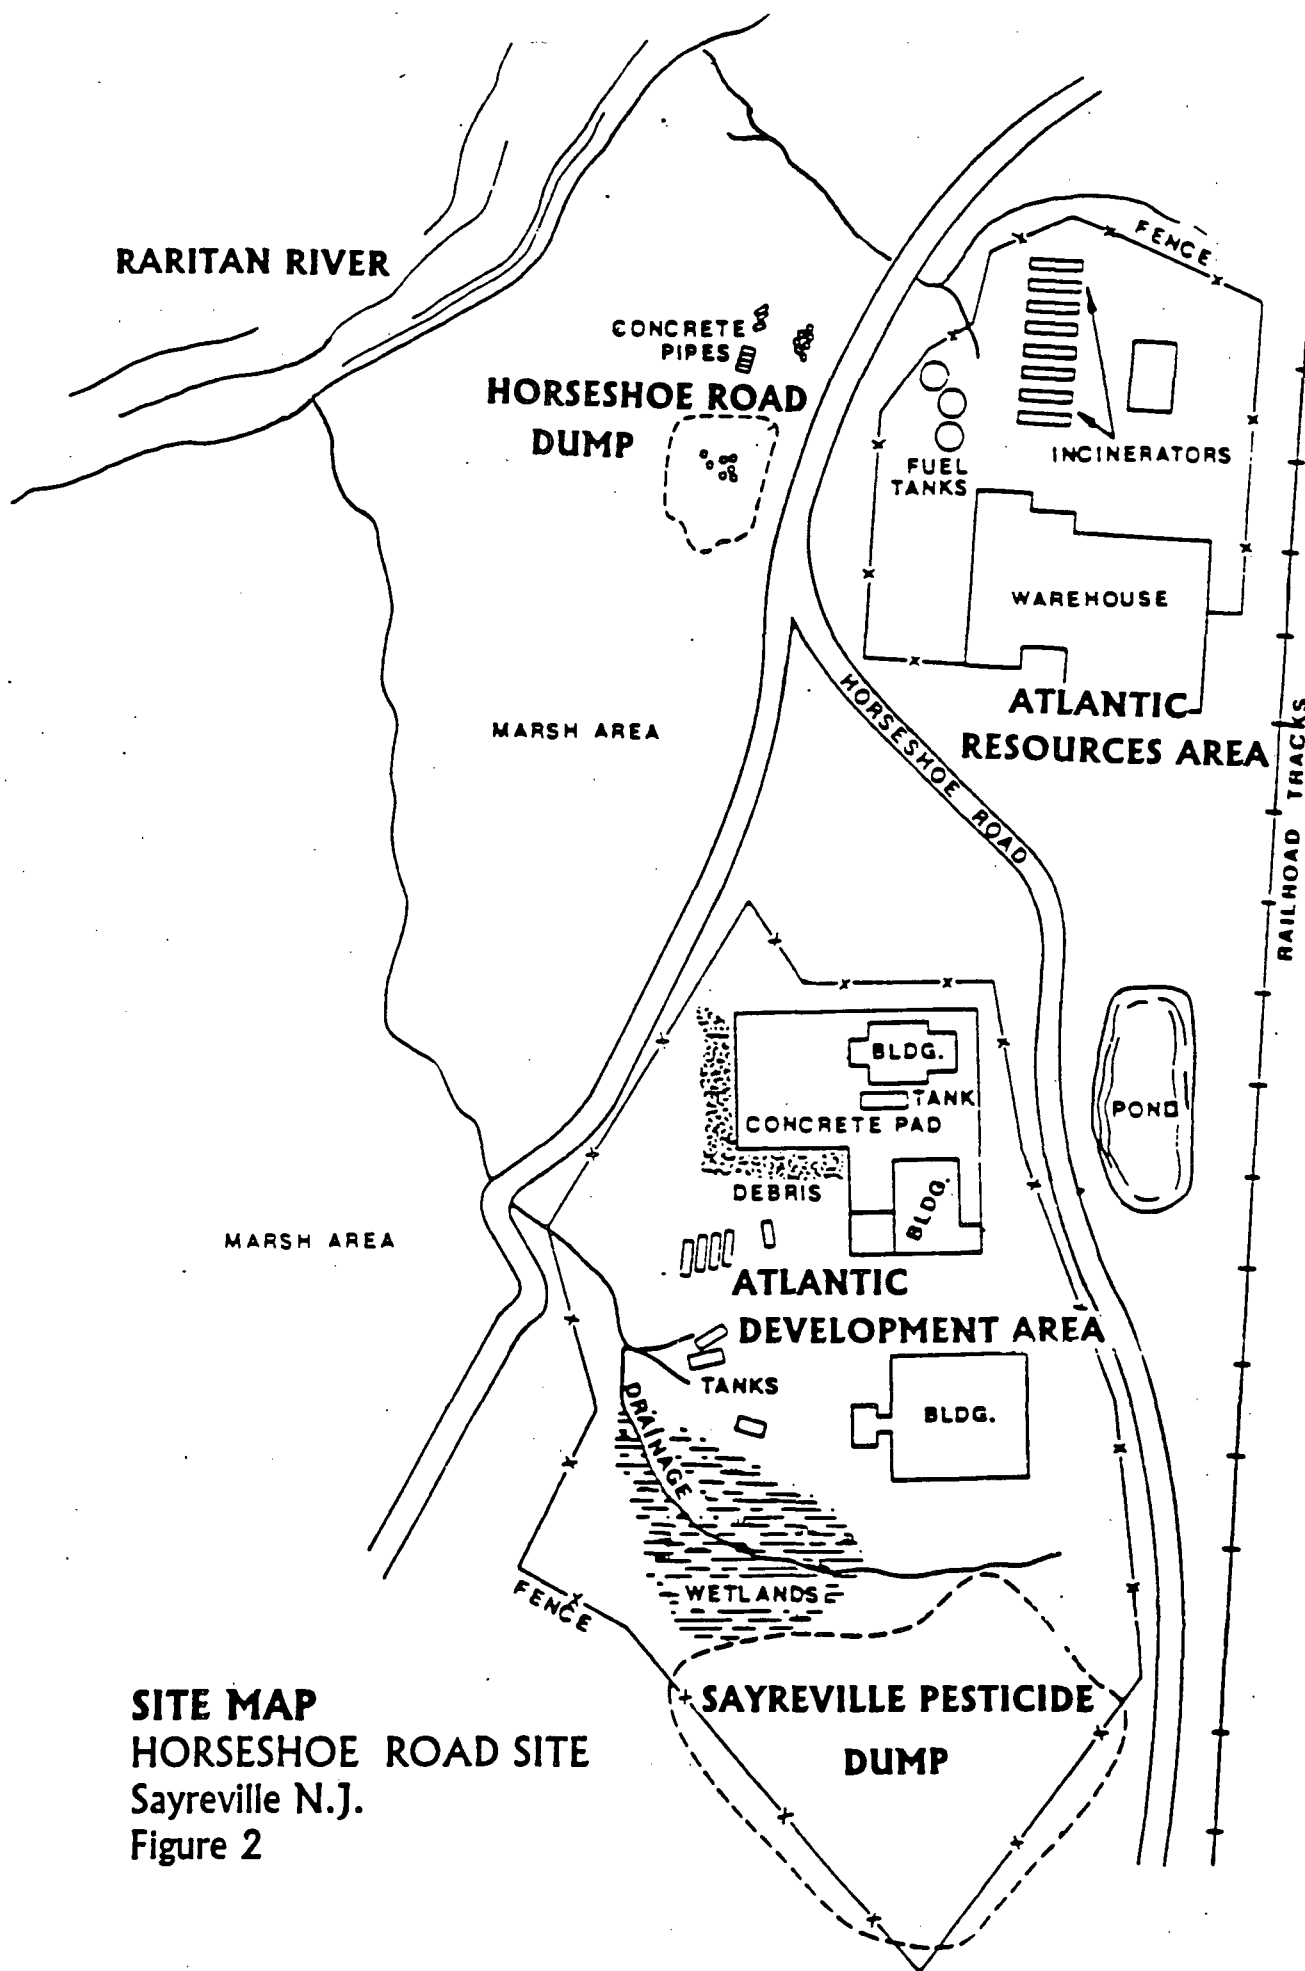 RARITAN RIVER
FENCE
CONCRETE
PIPES
HORSESHOE ROAD
DUMP
INCINERATORS
FUEL
TANKS
WAREHOUSE
HORSESHOE ROAD
ATLANTIC
RESOURCES AREA
RAILROAD TRACKS
MARSH AREA
BLDG.
TANK
CONCRETE PAD
POND
DEBRIS
BLDG.
MARSH AREA
ATLANTIC
DEVELOPMENT AREA
TANKS
BLDG.
DRAINAGE
WETLANDS
FENCE
SAYREVILLE PESTICIDE
DUMP
SITE MAP
HORSESHOE ROAD SITE
Sayreville N.J.
Figure 2